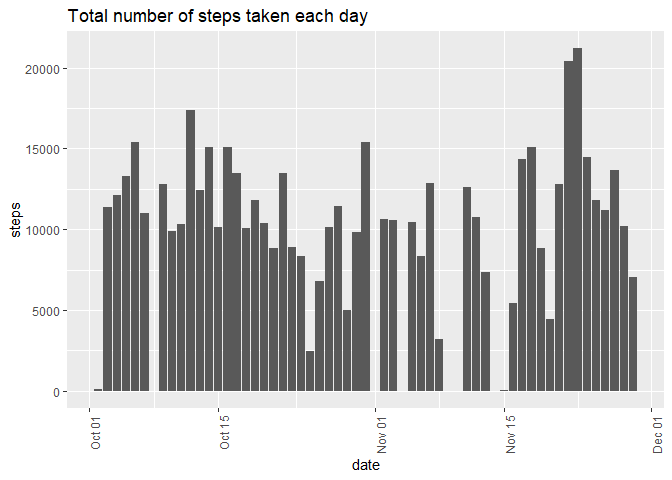 Total number of steps taken each day
steps
20000
15000
10000
5000
0
Oct 01
Oct 15
Nov 01
Nov 15
Dec 01
date